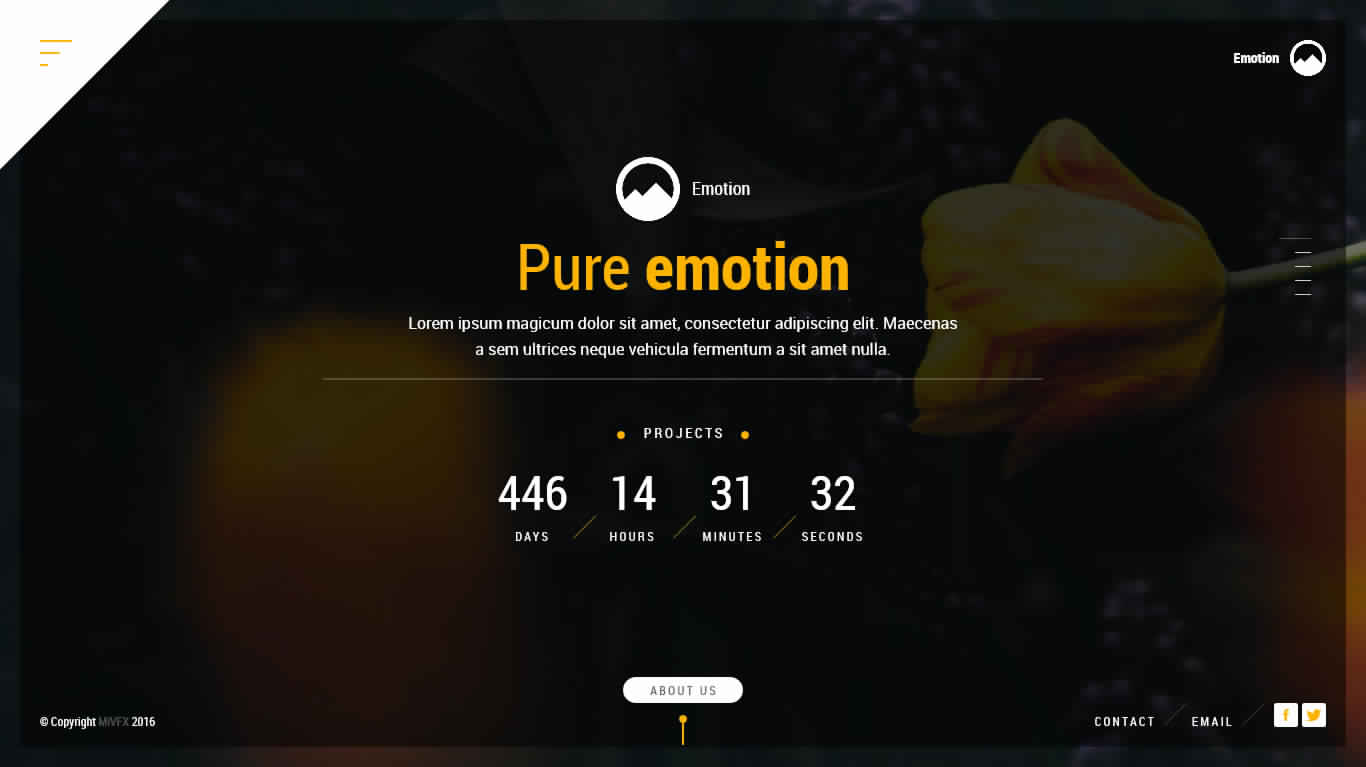 Emotion
Emotion
Pure emotion
Lorem ipsum magicum dolor sit amet, consectetur adipiscing elit. Maecenas
a sem ultrices neque vehicula fermentum a sit amet nulla.
PROJECTS
446 14 31 32
DAYS HOURS MINUTES SECONDS
ABOUT US
© Copyright MIVFX 2016
CONTACT EMAIL